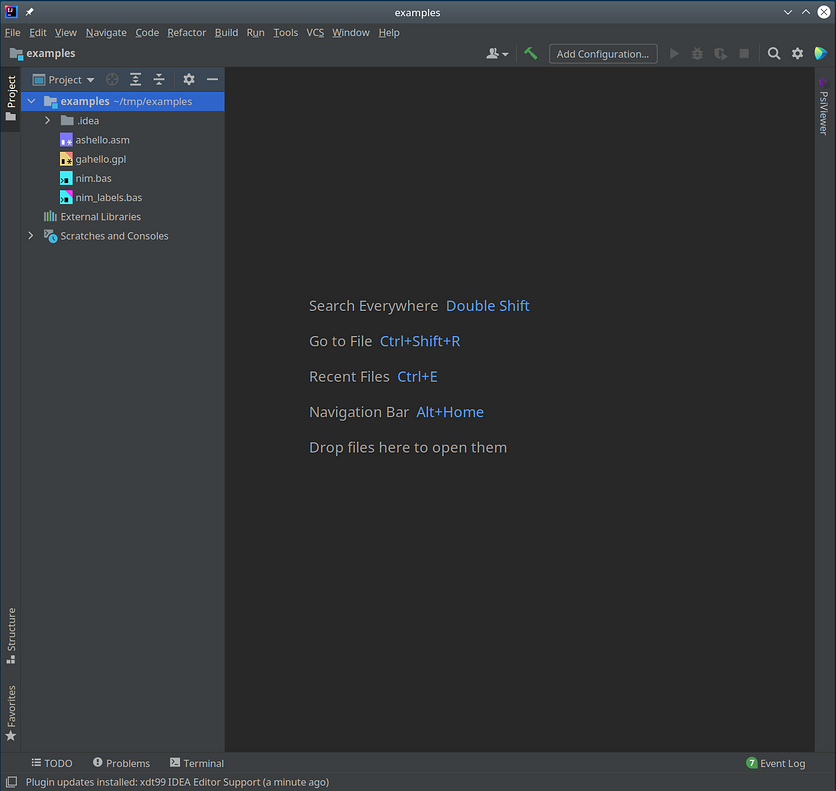 examples
File Edit View Navigate Code Refactor Build Run Tools VCS Window Help
examples
Add Configuration...
Project
Project
examples ~/tmp/examples
.idea
ashello.asm
gahello.gpl
nim.bas
nim_labels.bas
External Libraries
Scratches and Consoles
PsiViewer
Search Everywhere Double Shift
Go to File Ctrl+Shift+R
Recent Files Ctrl+E
Navigation Bar Alt+Home
Drop files here to open them
Structure
Favorites
TODO Problems Terminal 7 Event Log
Plugin updates installed: xdt99 IDEA Editor Support (a minute ago)